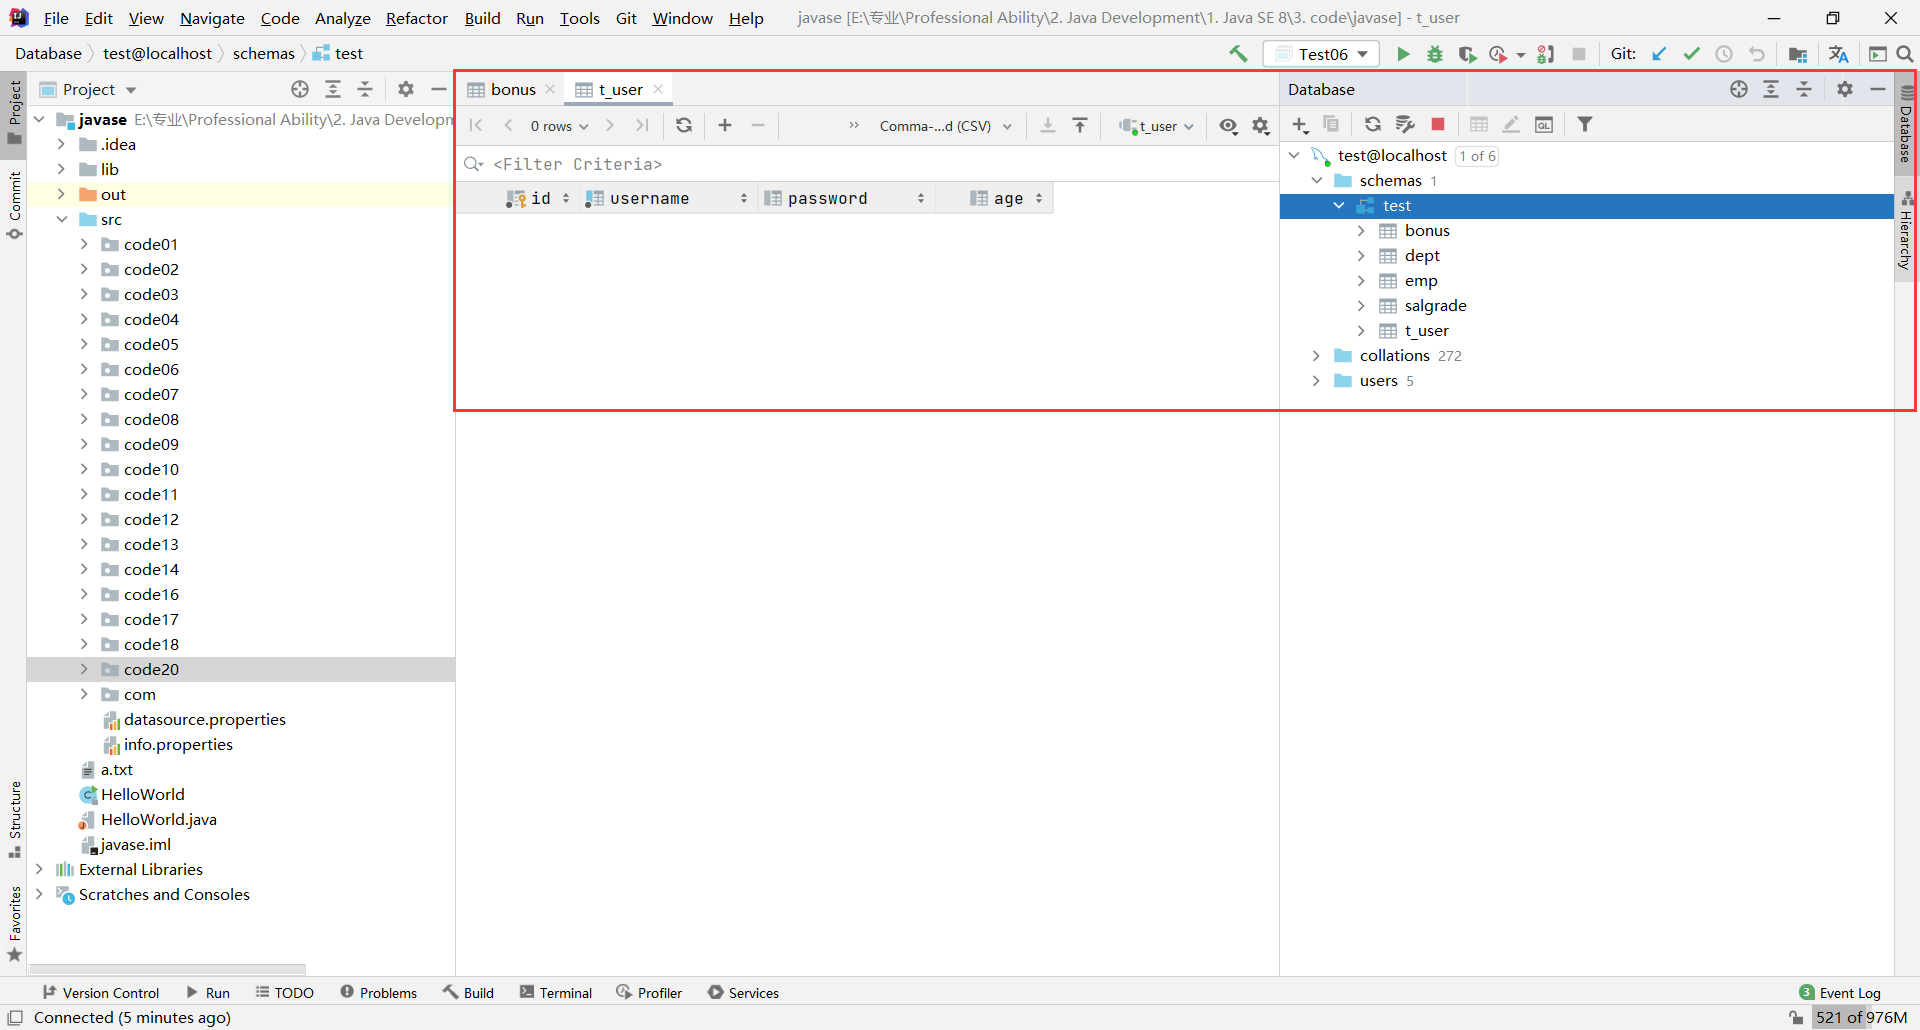 File Edit View Navigate Code Analyze Refactor Build Run Tools Git Window Help javase [E:\专业\Professional Ability\2. Java Development\1. Java SE 8\3. code\javase] - t_user
Database test@localhost schemas test Test06 Git:
Project
bonus t_user
Database
0 rows Comma-...d (CSV) t_user
<Filter Criteria>
id username password age
javase E:\专业\Professional Ability\2. Java Developn
.idea
lib
out
src
code01
code02
code03
code04
code05
code06
code07
code08
code09
code10
code11
code12
code13
code14
code16
code17
code18
code20
com
datasource.properties
info.properties
a.txt
HelloWorld
HelloWorld.java
javase.iml
External Libraries
Scratches and Consoles
test@localhost 1 of 6
schemas 1
test
bonus
dept
emp
salgrade
t_user
collations 272
users 5
Project
Commit
Structure
Favorites
Database
Hierarchy
QL
Version Control Run TODO Problems Build Terminal Profiler Services 3 Event Log
Connected (5 minutes ago) 521 of 976M